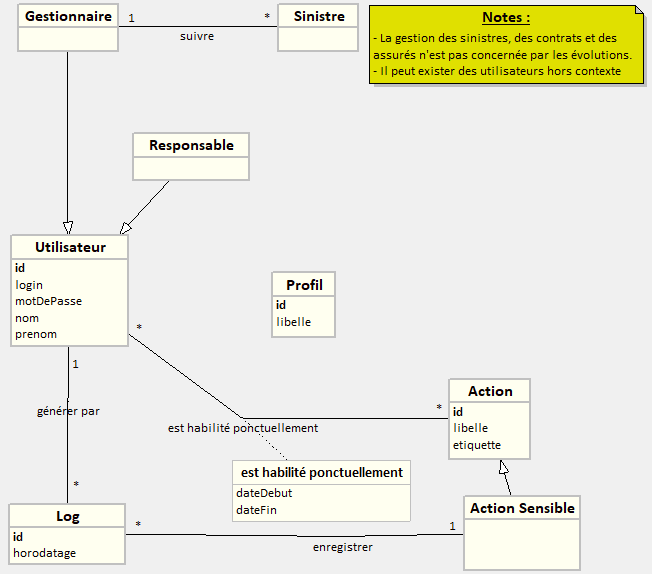 Gestionnaire
1
*
suivre
Sinistre
Notes :
- La gestion des sinistres, des contrats et des
assurés n'est pas concernée par les évolutions.
- Il peut exister des utilisateurs hors contexte
Responsable
Utilisateur
id
login
motDePasse
nom
prenom
Profil
id
libelle
*
1
générer par
*
est habilité ponctuellement
*
Action
id
libelle
etiquette
est habilité ponctuellement
dateDebut
dateFin
Log
id
horodatage
*
enregistrer
1
Action Sensible